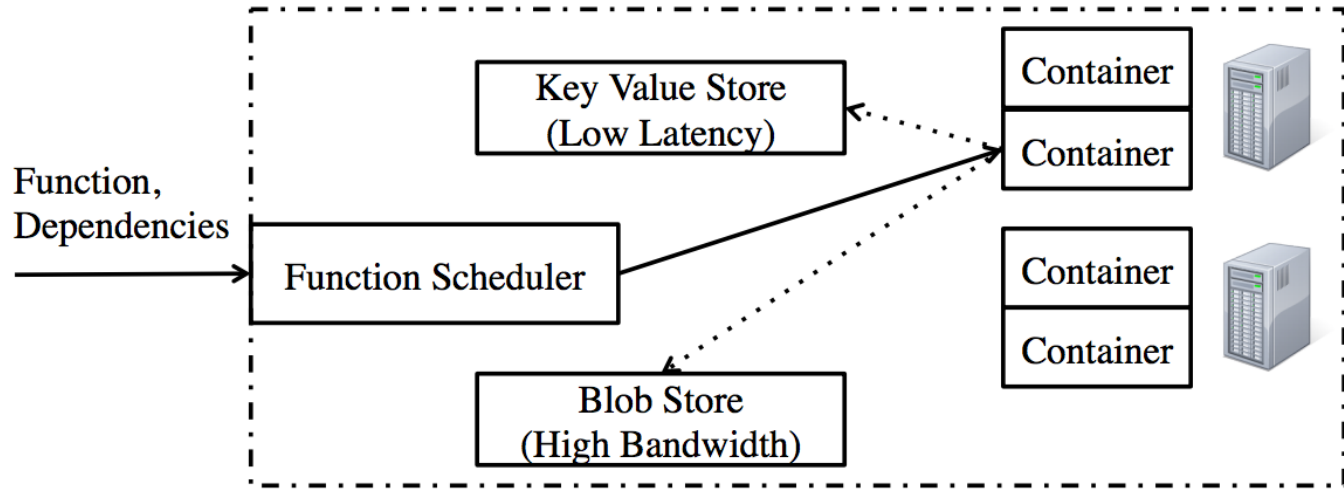 Function,
Dependencies
Function Scheduler
Key Value Store
(Low Latency)
Blob Store
(High Bandwidth)
Container
Container
Container
Container